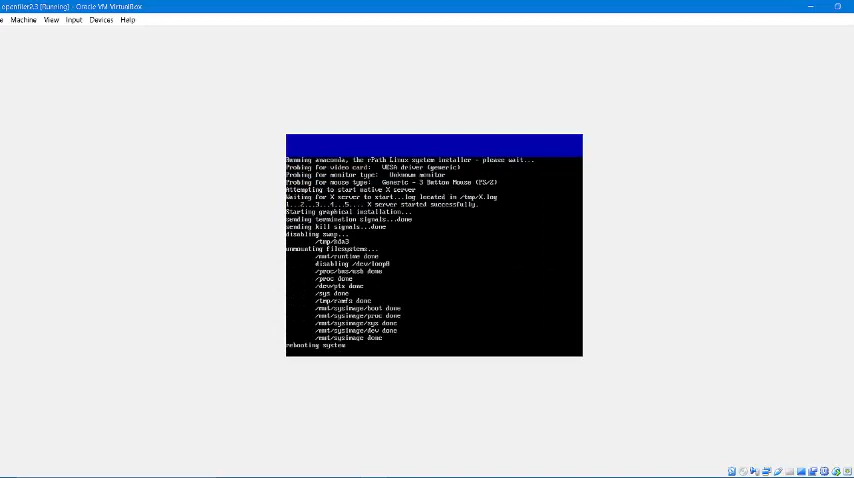 openfiler2.3 [Running] - Oracle VM VirtualBox
e Machine View Input Devices Help
Running anaconda, the rPath Linux system installer - please wait...
Probing for video card: VESA driver (generic)
Probing for monitor type: Unknown monitor
Probing for mouse type: Generic - 3 Button Mouse (PS/2)
Attempting to start native X server
Waiting for X server to start...log located in /tmp/X.log
1...2...3...4...5.... X server started successfully.
Starting graphical installation...
sending termination signals...done
sending kill signals...done
disabling swap...
/tmp/hda3
unmounting filesystems...
/mnt/runtime done
disabling /dev/loop0
/proc/bus/usb done
/proc done
/dev/pts done
/sys done
/tmp/ramfs done
/mnt/sysimage/boot done
/mnt/sysimage/proc done
/mnt/sysimage/sys done
/mnt/sysimage/dev done
/mnt/sysimage done
rebooting system